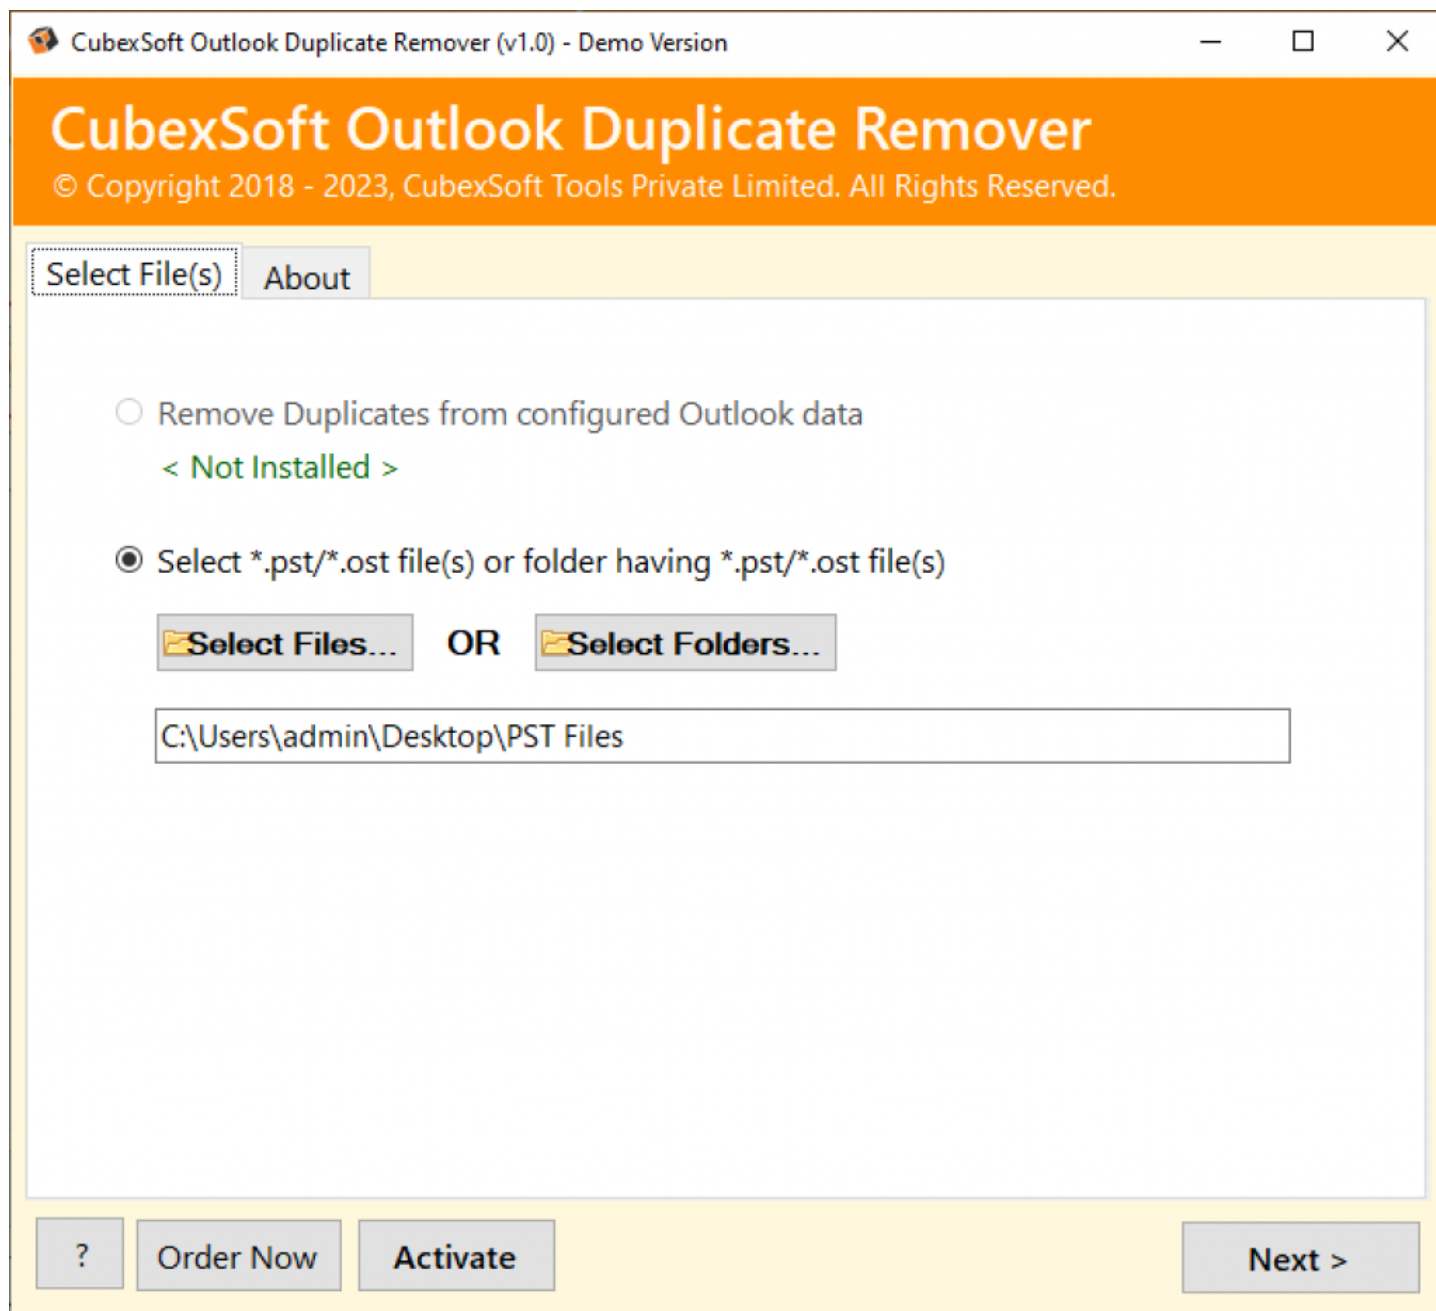 CubexSoft Outlook Duplicate Remover (v1.0) - Demo Version
CubexSoft Outlook Duplicate Remover
© Copyright 2018 - 2023, CubexSoft Tools Private Limited. All Rights Reserved.
Select File(s) About
Remove Duplicates from configured Outlook data
< Not Installed >
Select *.pst/*.ost file(s) or folder having *.pst/*.ost file(s)
Select Files... OR Select Folders...
C:\Users\admin\Desktop\PST Files
? Order Now Activate Next >